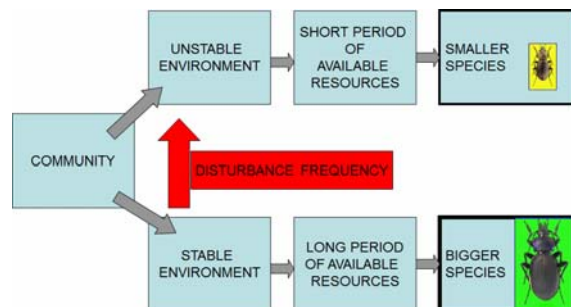 UNSTABLE
ENVIRONMENT
SHORT PERIOD
OF
AVAILABLE
RESOURCES
SMALLER
SPECIES
COMMUNITY
DISTURBANCE FREQUENCY
STABLE
ENVIRONMENT
LONG PERIOD
OF AVAILABLE
RESOURCES
BIGGER
SPECIES